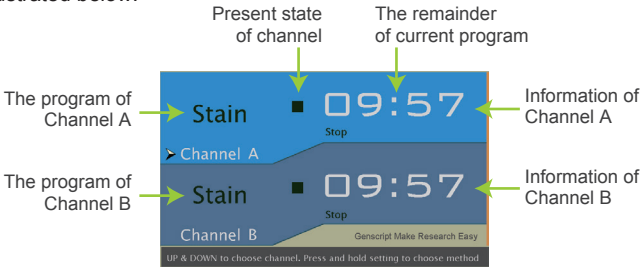 Present state
of channel
The remainder
of current program
The program of
Channel A
Stain
09:57
Stop
Channel A
Information of
Channel A
The program of
Channel B
Stain
09:57
Stop
Channel B
Information of
Channel B
Genscript Make Research Easy
UP & DOWN to choose channel. Press and hold setting to choose method